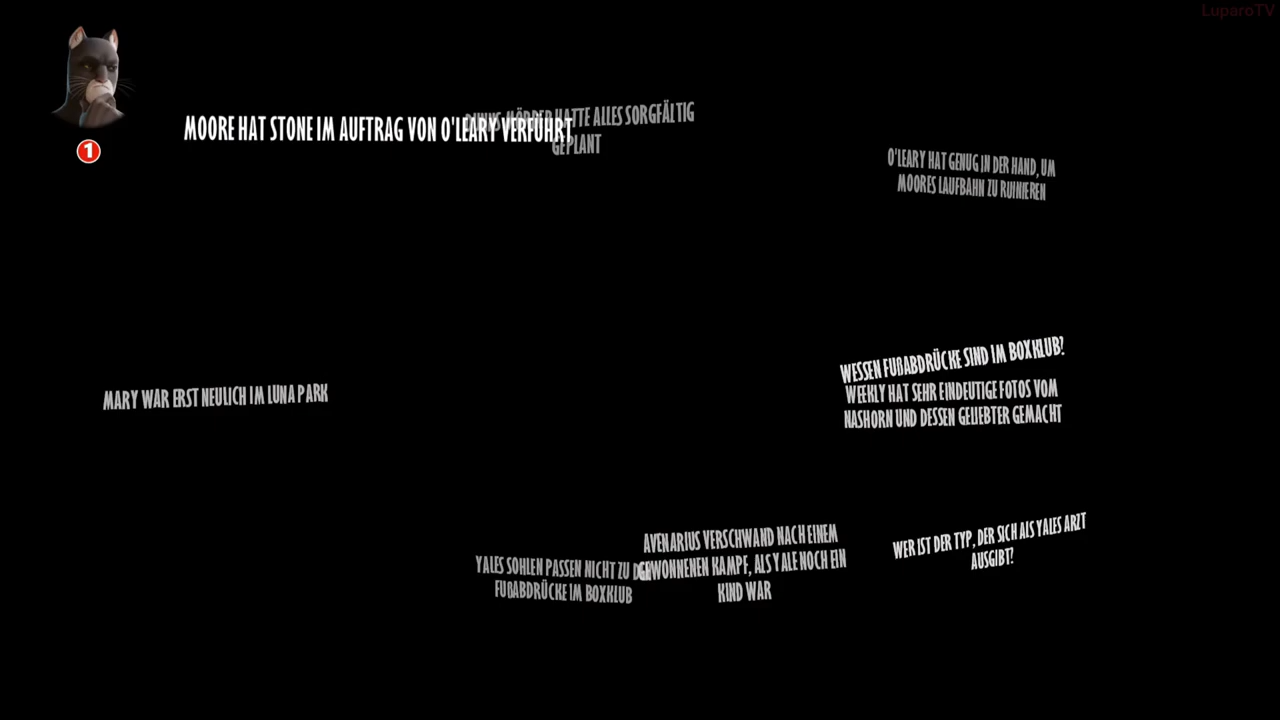 LuparoTV
MOORE HAT STONE IM AUFTRAG VON O'LEARY VERFÜHRT
HATTE ALLES SORGFÄLTIG
GEPLANT
O'LEARY HAT GENUG IN DER HAND, UM
MOORES LAUFBAHN ZU RUINIEREN
1
WESSEN FUẞABDRÜCKE SIND IM BOXKLUB?
WEEKLY HAT SEHR EINDEUTIGE FOTOS VOM
NASHORN UND DESSEN GELIEBTER GEMACHT
MARY WAR ERST NEULICH IM LUNA PARK
WER IST DER TYP, DER SICH ALS YALES ARZT
AUSGIBT?
AVENARIUS VERSCHWAND NACH EINEM
GEWONNENEN KAMPF, ALS YALE NOCH EIN
KIND WAR
YALES SOHLEN PASSEN NICHT ZU
FUẞABDRÜCKE IM BOXKLUB